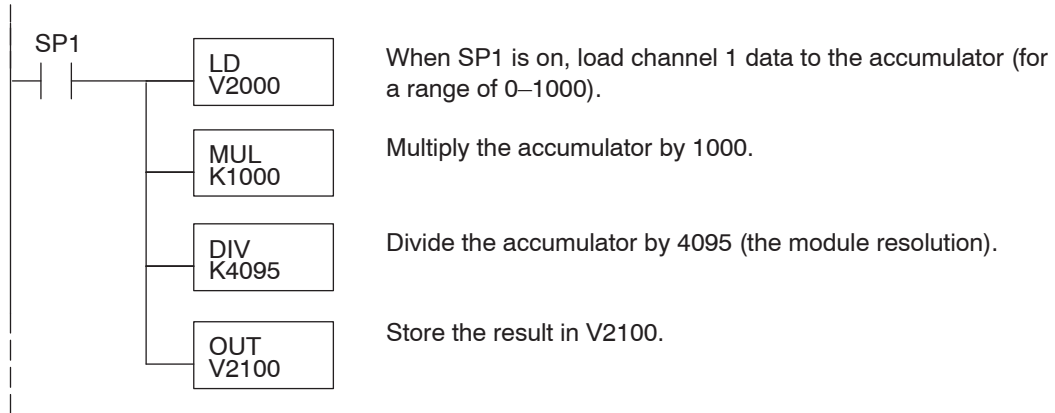 SP1
LD
V2000
When SP1 is on, load channel 1 data to the accumulator (for
a range of 0–1000).
MUL
K1000
Multiply the accumulator by 1000.
DIV
K4095
Divide the accumulator by 4095 (the module resolution).
OUT
V2100
Store the result in V2100.